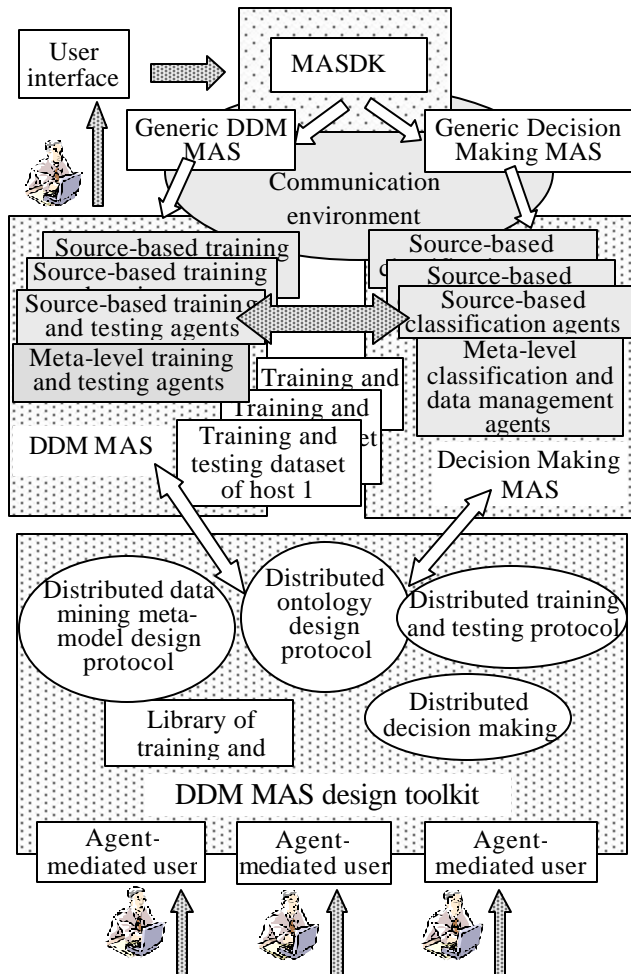 User
interface
MASDK
Generic DDM
MAS
Generic Decision
Making MAS
Communication
environment
Source-based training
Source-based training
Source-based training
and testing agents
Meta-level training
and testing agents
DDM MAS
Source-based
Source-based
Source-based
classification agents
Meta-level
classification and
data management
agents
Decision Making
MAS
Training and
Training and
Training and
testing dataset
of host 1
Distributed data
mining meta-
model design
protocol
Distributed
ontology
design
protocol
Distributed training
and testing protocol
Library of
training and
Distributed
decision making
DDM MAS design toolkit
Agent-
mediated user
Agent-
mediated user
Agent-
mediated user